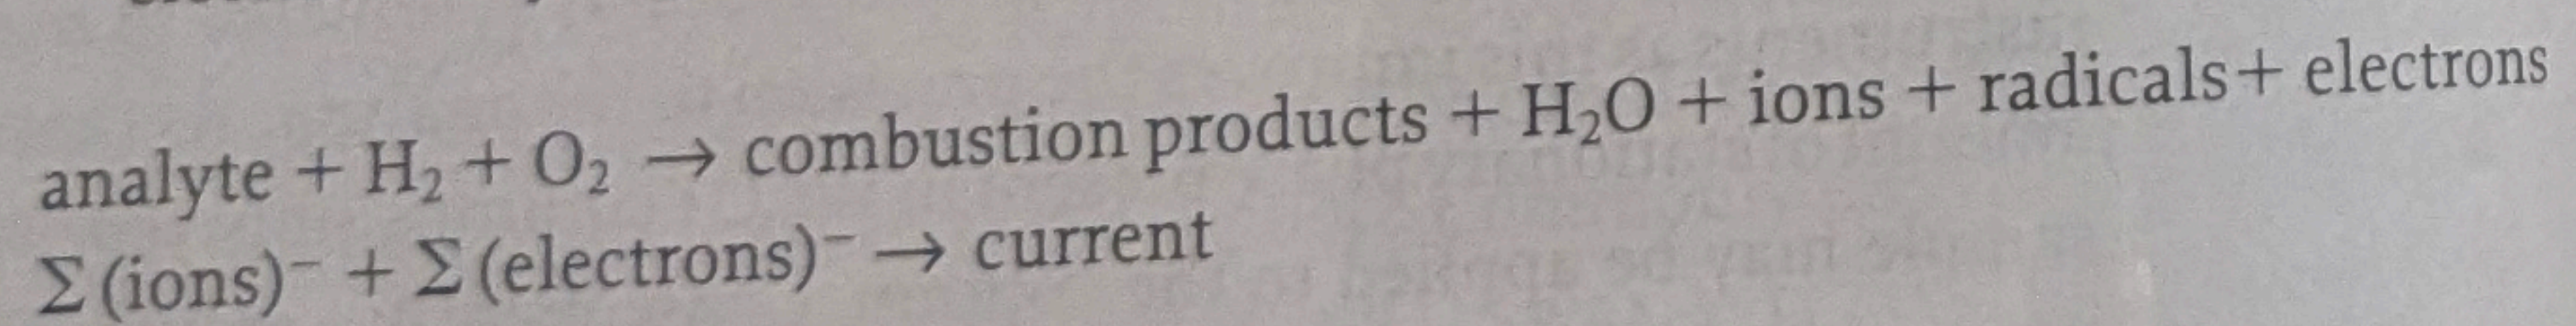 analyte + H₂ + O₂ → combustion products + H₂O + ions + radicals + electrons
Σ (ions)⁻ + Σ (electrons)⁻ → current